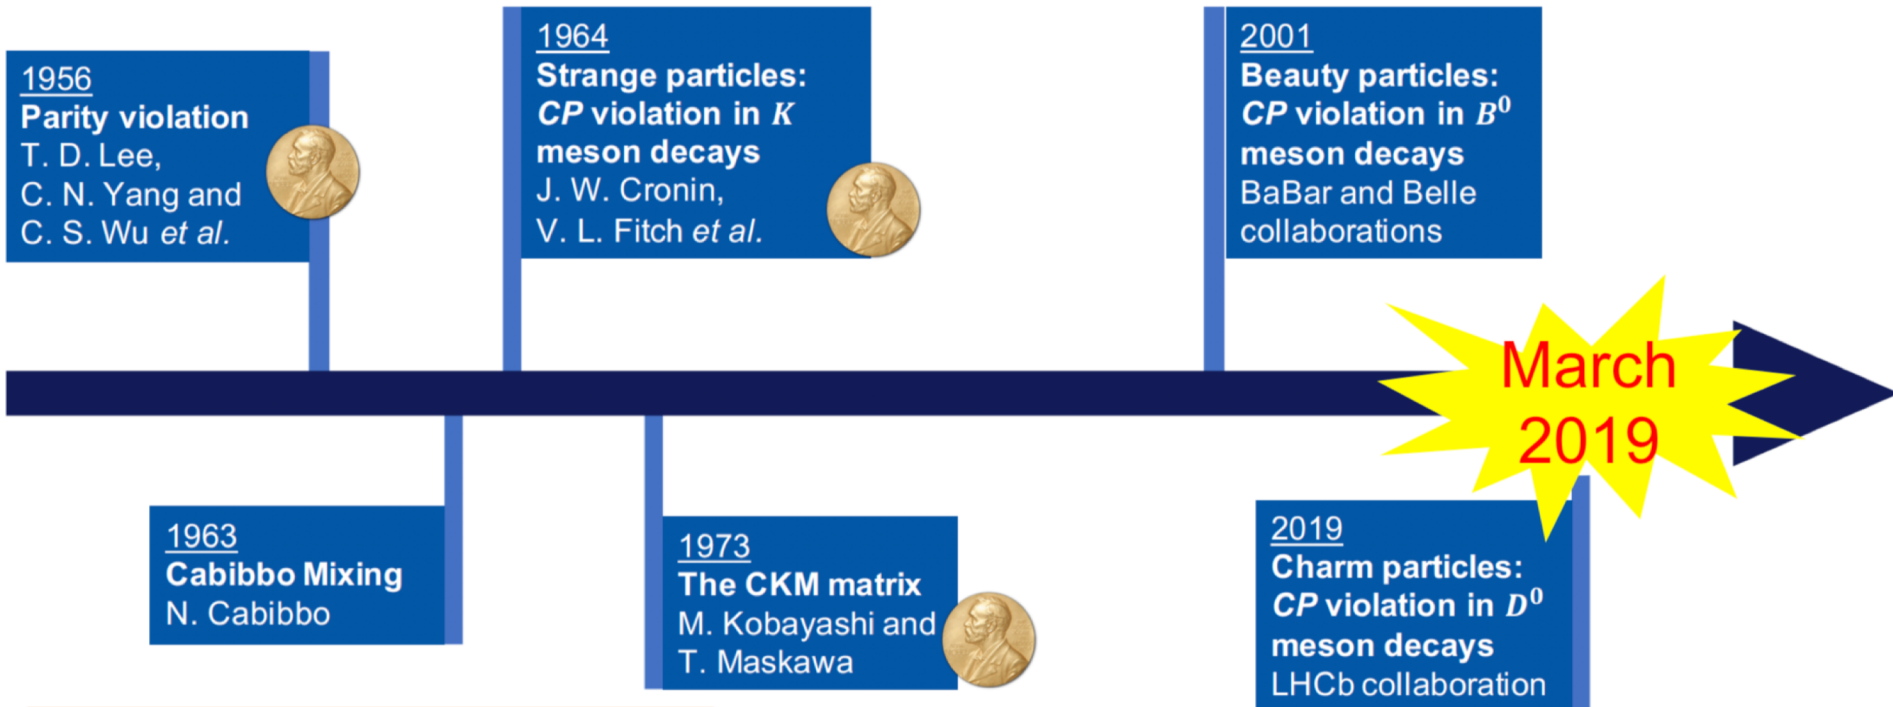 1956
Parity violation
T. D. Lee,
C. N. Yang and
C. S. Wu et al.
1964
Strange particles:
CP violation in K
meson decays
J. W. Cronin,
V. L. Fitch et al.
2001
Beauty particles:
CP violation in B⁰
meson decays
BaBar and Belle
collaborations
March
2019
1963
Cabibbo Mixing
N. Cabibbo
1973
The CKM matrix
M. Kobayashi and
T. Maskawa
2019
Charm particles:
CP violation in D⁰
meson decays
LHCb collaboration